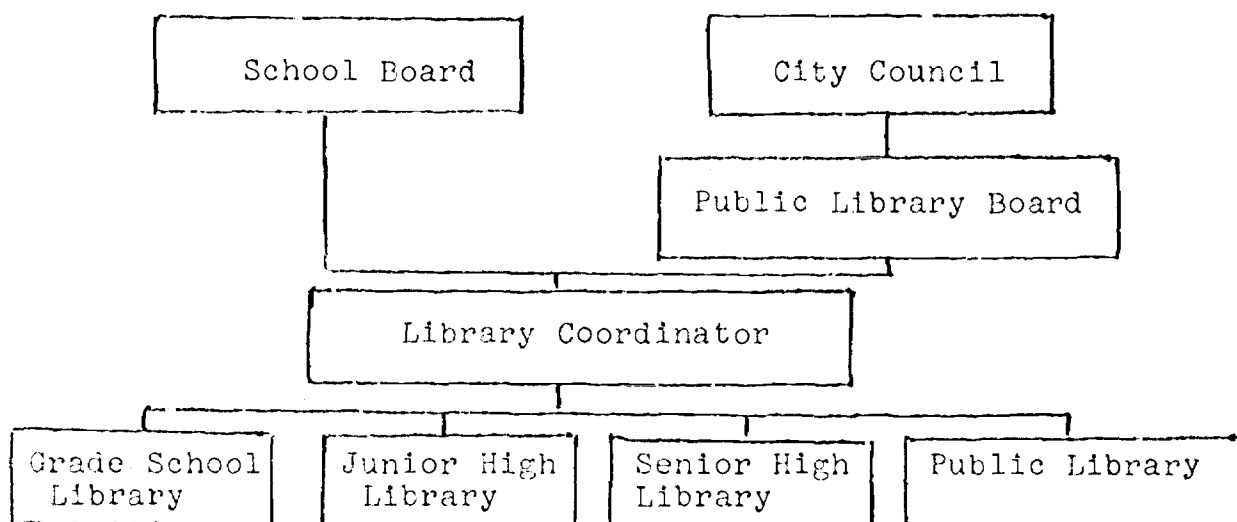 School Board
City Council
Public Library Board
Library Coordinator
Grade School
Library
Junior High
Library
Senior High
Library
Public Library